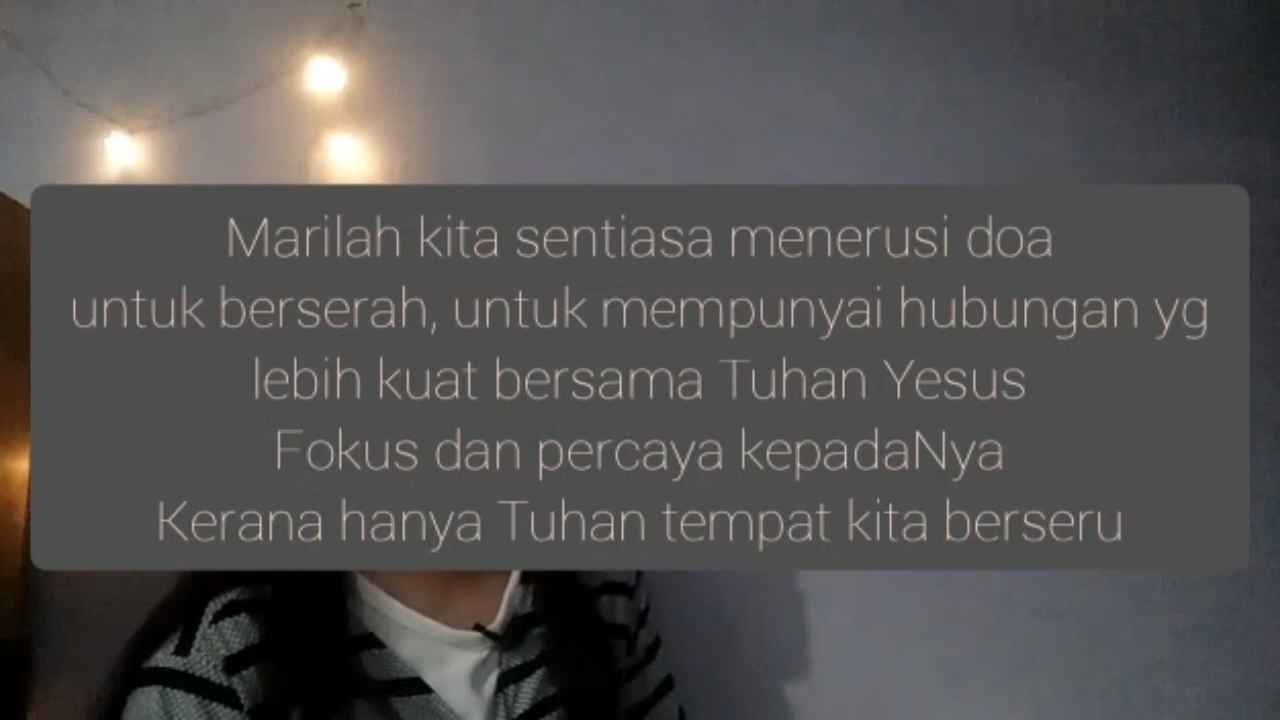 Marilah kita sentiasa menerusi doa
untuk berserah, untuk mempunyai hubungan yg
lebih kuat bersama Tuhan Yesus
Fokus dan percaya kepadaNya
Kerana hanya Tuhan tempat kita berseru